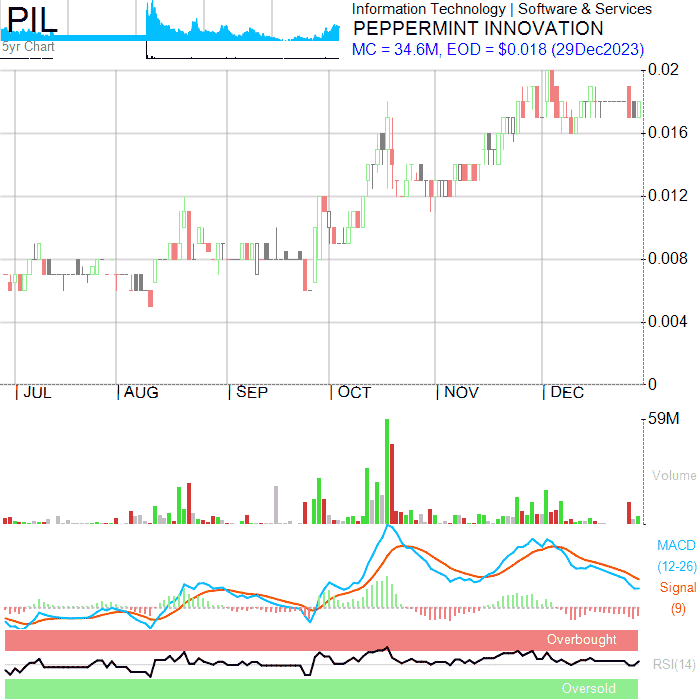 PIL
5yr Chart
Information Technology | Software & Services
PEPPERMINT INNOVATION
MC = 34.6M, EOD = $0.018 (29Dec2023)
0.02
0.016
0.012
0.008
0.004
0
JUL
AUG
SEP
OCT
NOV
DEC
59M
Volume
MACD
(12-26)
Signal
(9)
Overbought
RSI(14)
Oversold